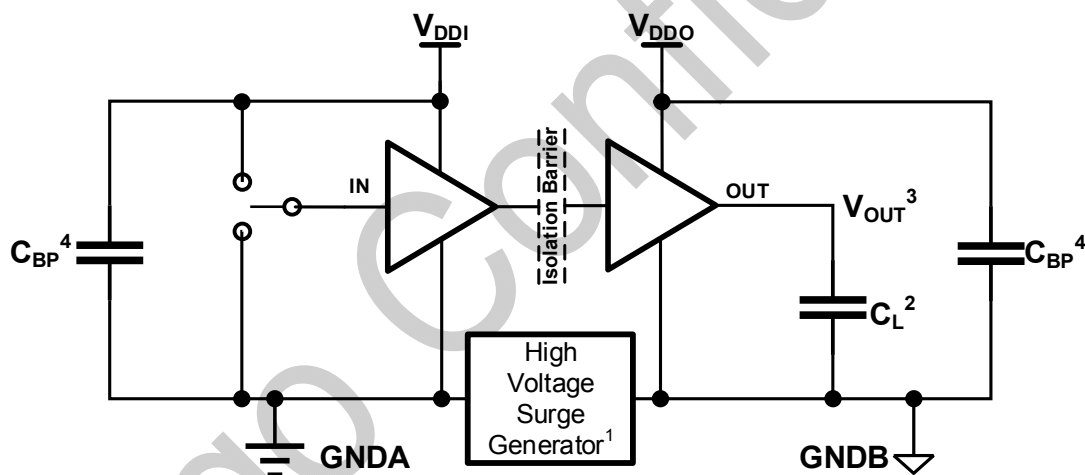 VDDI
VDDO
IN
Isolation Barrier
OUT
VOUT3
CBP4
CBP4
CL2
High
Voltage
Surge
Generator1
GNDA
GNDB